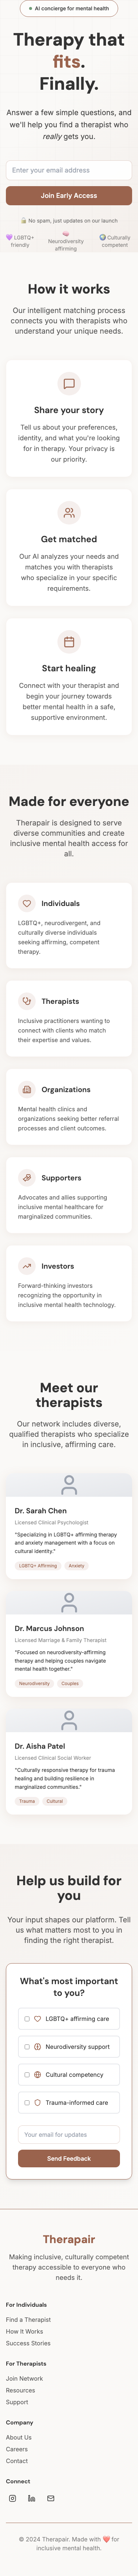 AI concierge for mental health
Therapy that
fits.
Finally.
Answer a few simple questions, and
we'll help you find a therapist who
really gets you.
Enter your email address
Join Early Access
No spam, just updates on our launch
LGBTQ+
friendly
Neurodiversity
affirming
Culturally
competent
How it works
Our intelligent matching process
connects you with therapists who
understand your unique needs.
Share your story
Tell us about your preferences,
identity, and what you're looking
for in therapy. Your privacy is
our priority.
Get matched
Our AI analyzes your needs and
matches you with therapists
who specialize in your specific
requirements.
Start healing
Connect with your therapist and
begin your journey towards
better mental health in a safe,
supportive environment.
Made for everyone
Therapair is designed to serve
diverse communities and create
inclusive mental health access for
all.
Individuals
LGBTQ+, neurodivergent, and
culturally diverse individuals
seeking affirming, competent
therapy.
Therapists
Inclusive practitioners wanting to
connect with clients who match
their expertise and values.
Organizations
Mental health clinics and
organizations seeking better referral
processes and client outcomes.
Supporters
Advocates and allies supporting
inclusive mental healthcare for
marginalized communities.
Investors
Forward-thinking investors
recognizing the opportunity in
inclusive mental health technology.
Meet our
therapists
Our network includes diverse,
qualified therapists who specialize
in inclusive, affirming care.
Dr. Sarah Chen
Licensed Clinical Psychologist
"Specializing in LGBTQ+ affirming therapy
and anxiety management with a focus on
cultural identity."
LGBTQ+ Affirming Anxiety
Dr. Marcus Johnson
Licensed Marriage & Family Therapist
"Focused on neurodiversity-affirming
therapy and helping couples navigate
mental health together."
Neurodiversity Couples
Dr. Aisha Patel
Licensed Clinical Social Worker
"Culturally responsive therapy for trauma
healing and building resilience in
marginalized communities."
Trauma Cultural
Help us build for
you
Your input shapes our platform. Tell
us what matters most to you in
finding the right therapist.
What's most important
to you?
LGBTQ+ affirming care
Neurodiversity support
Cultural competency
Trauma-informed care
Your email for updates
Send Feedback
Therapair
Making inclusive, culturally competent
therapy accessible to everyone who
needs it.
For Individuals
Find a Therapist
How It Works
Success Stories
For Therapists
Join Network
Resources
Support
Company
About Us
Careers
Contact
Connect
© 2024 Therapair. Made with ❤️ for
inclusive mental health.